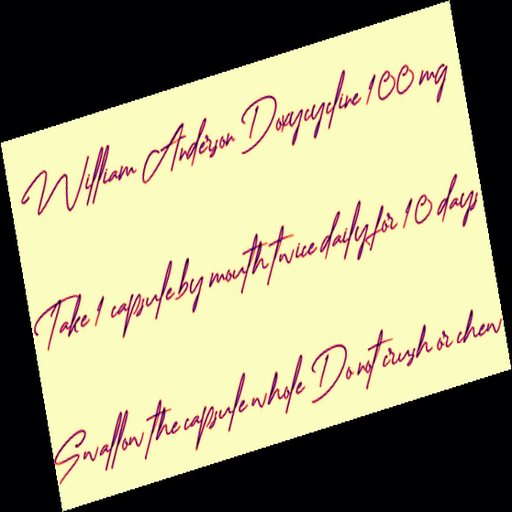 William Anderson Doxycycline 100 mg
Take 1 capsule by mouth twice daily for 10 days
Swallow the capsule whole Do not crush or chew